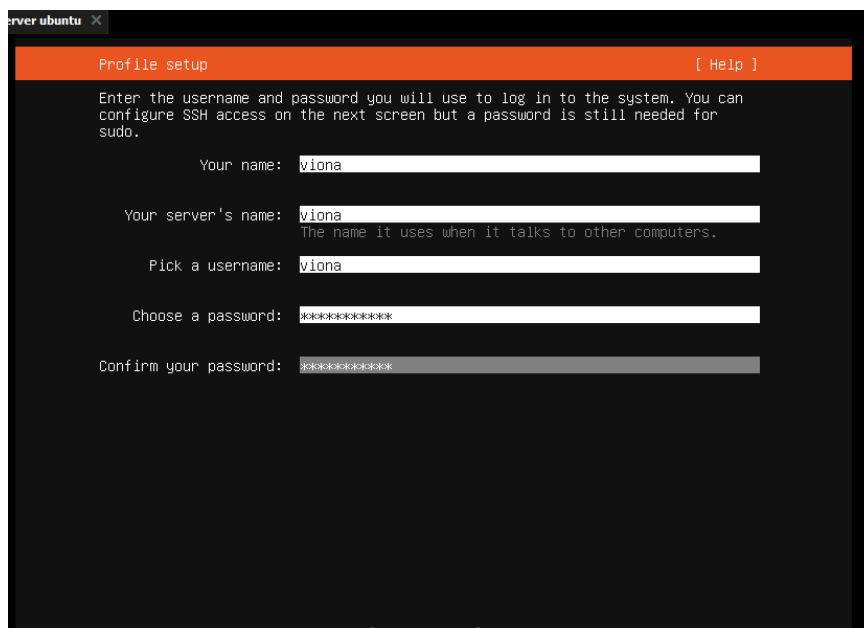 erver ubuntu ×
Profile setup [ Help ]
Enter the username and password you will use to log in to the system. You can
configure SSH access on the next screen but a password is still needed for
sudo.
Your name: viona
Your server's name: viona
The name it uses when it talks to other computers.
Pick a username: viona
Choose a password: ***********
Confirm your password: ***********